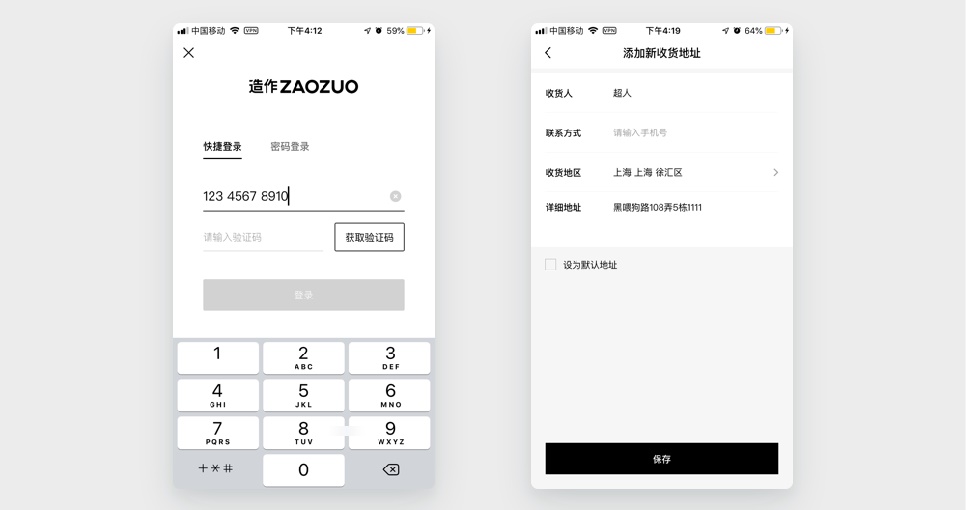 中国移动 VPN 下午4:12 59%
造作 ZAOZUO
快捷登录 密码登录
123 4567 8910
请输入验证码 获取验证码
登录
1 2 ABC 3 DEF
4 GHI 5 JKL 6 MNO
7 PQRS 8 TUV 9 WXYZ
+*# 0
中国移动 VPN 下午4:19 64%
添加新收货地址
收货人 超人
联系方式 请输入手机号
收货地区 上海 上海 徐汇区
详细地址 黑喂狗路108弄5栋1111
设为默认地址
保存